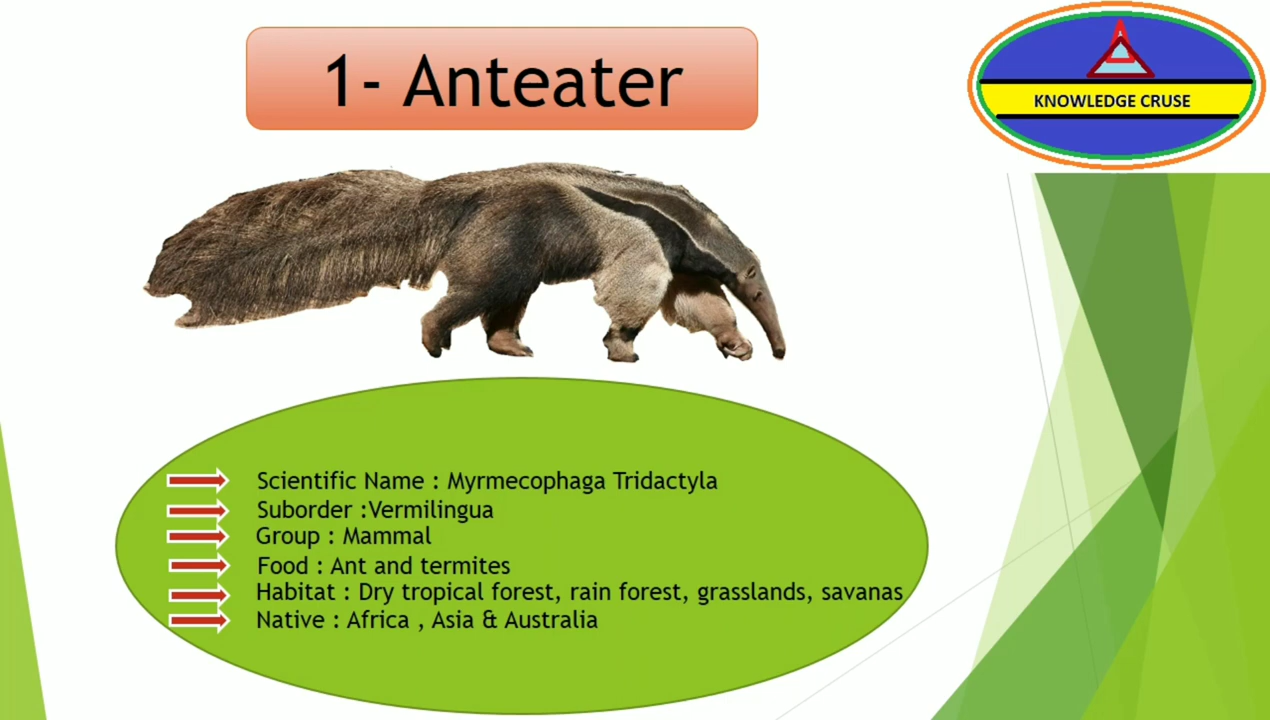 1- Anteater
KNOWLEDGE CRUSE
Scientific Name : Myrmecophaga Tridactyla
Suborder :Vermilingua
Group : Mammal
Food : Ant and termites
Habitat : Dry tropical forest, rain forest, grasslands, savanas
Native : Africa , Asia & Australia